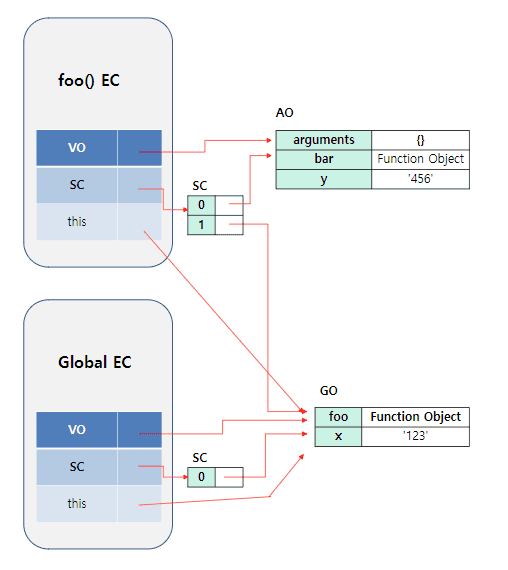 foo() EC
VO
SC
this
SC
0
1
AO
arguments {}
bar Function Object
y '456'
Global EC
VO
SC
this
SC
0
GO
foo Function Object
x '123'